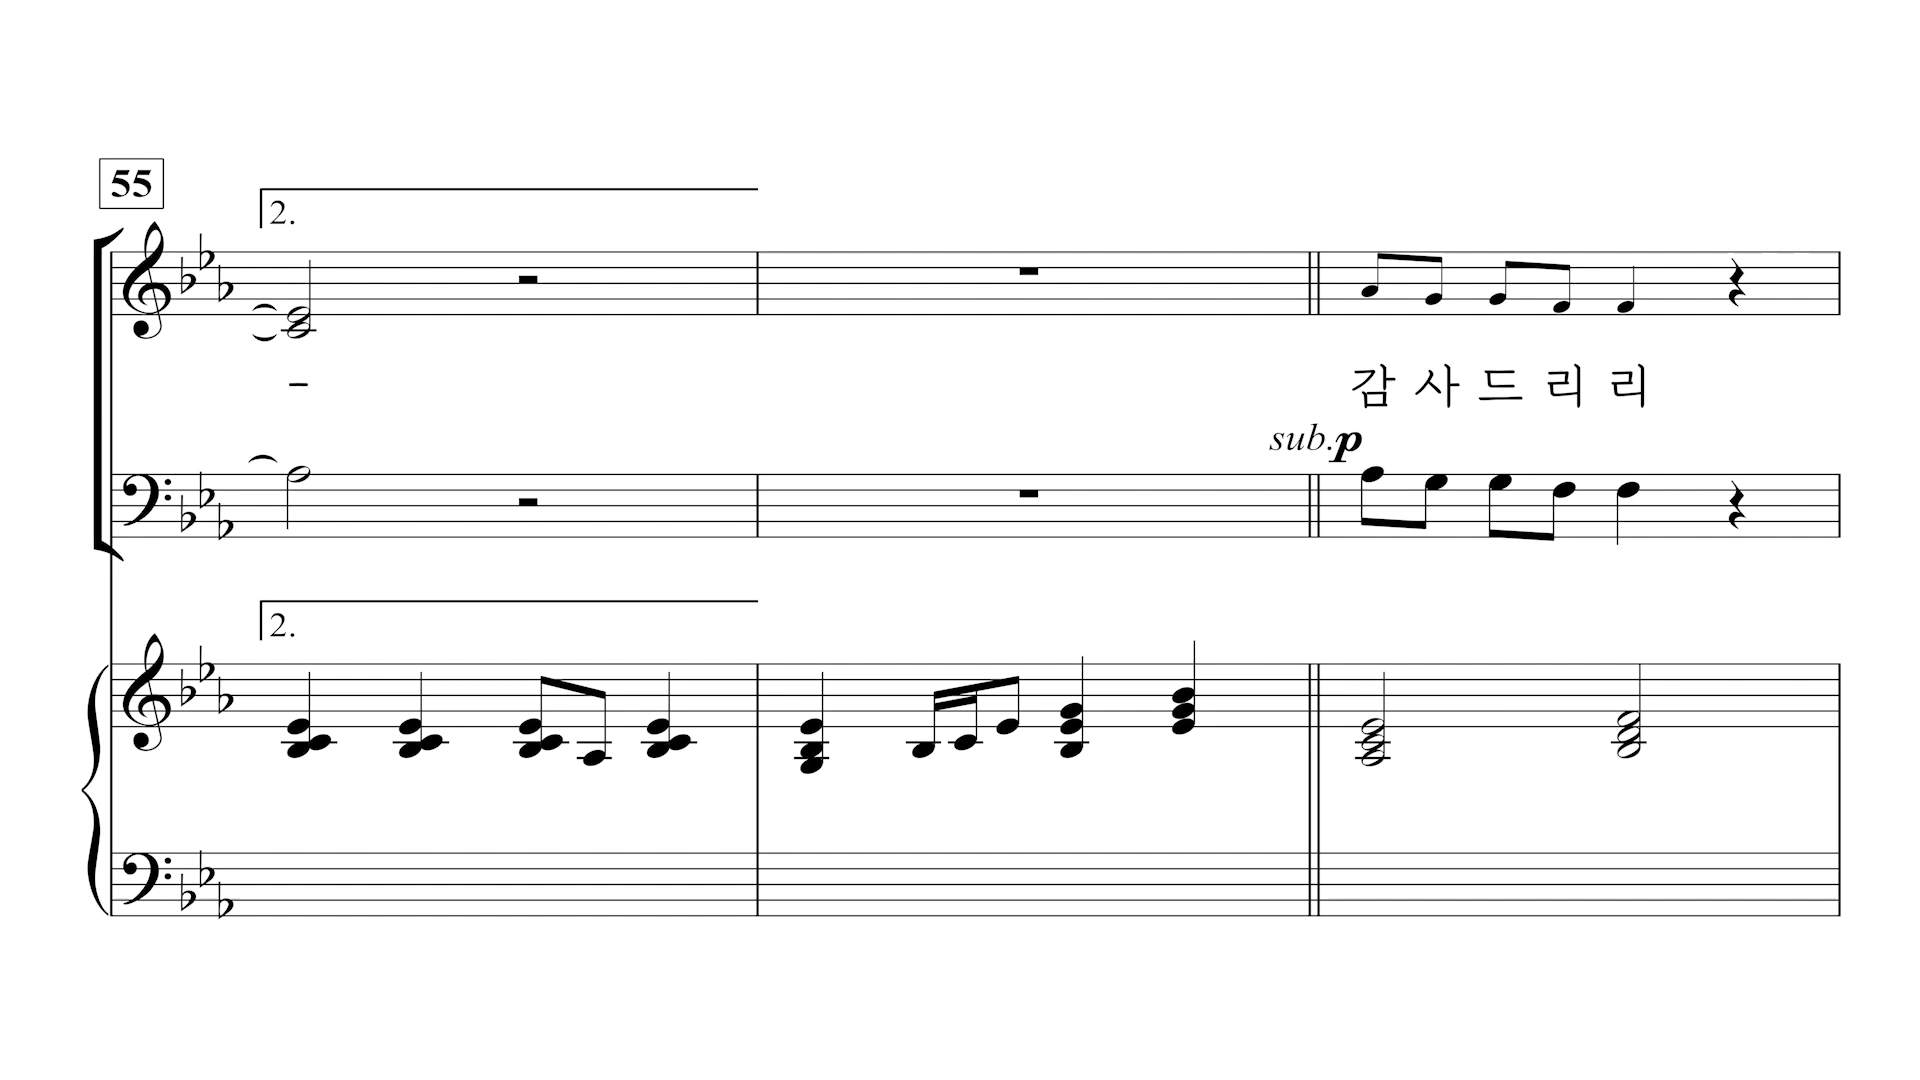 55
2.
-
감 사 드 리 리
sub.p
2.